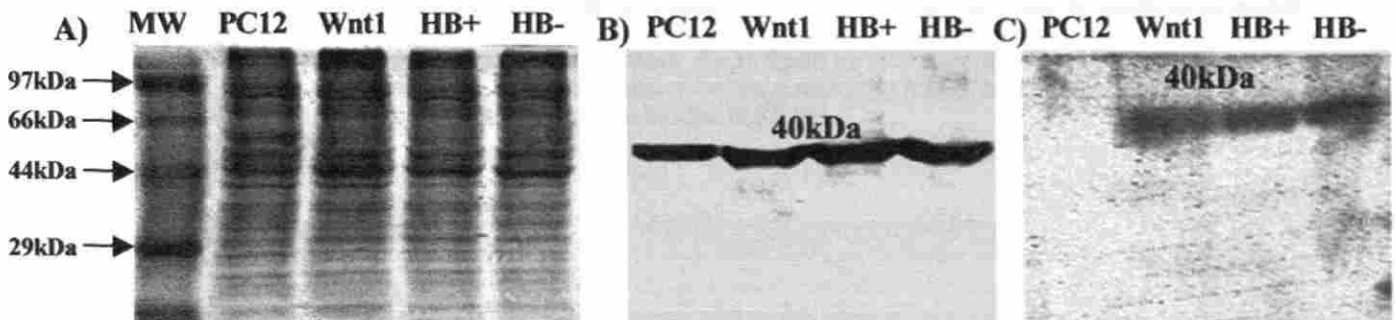 A) MW PC12 Wnt1 HB+ HB- B) PC12 Wnt1 HB+ HB- C) PC12 Wnt1 HB+ HB-
97kDa
66kDa
44kDa
29kDa
40kDa
40kDa